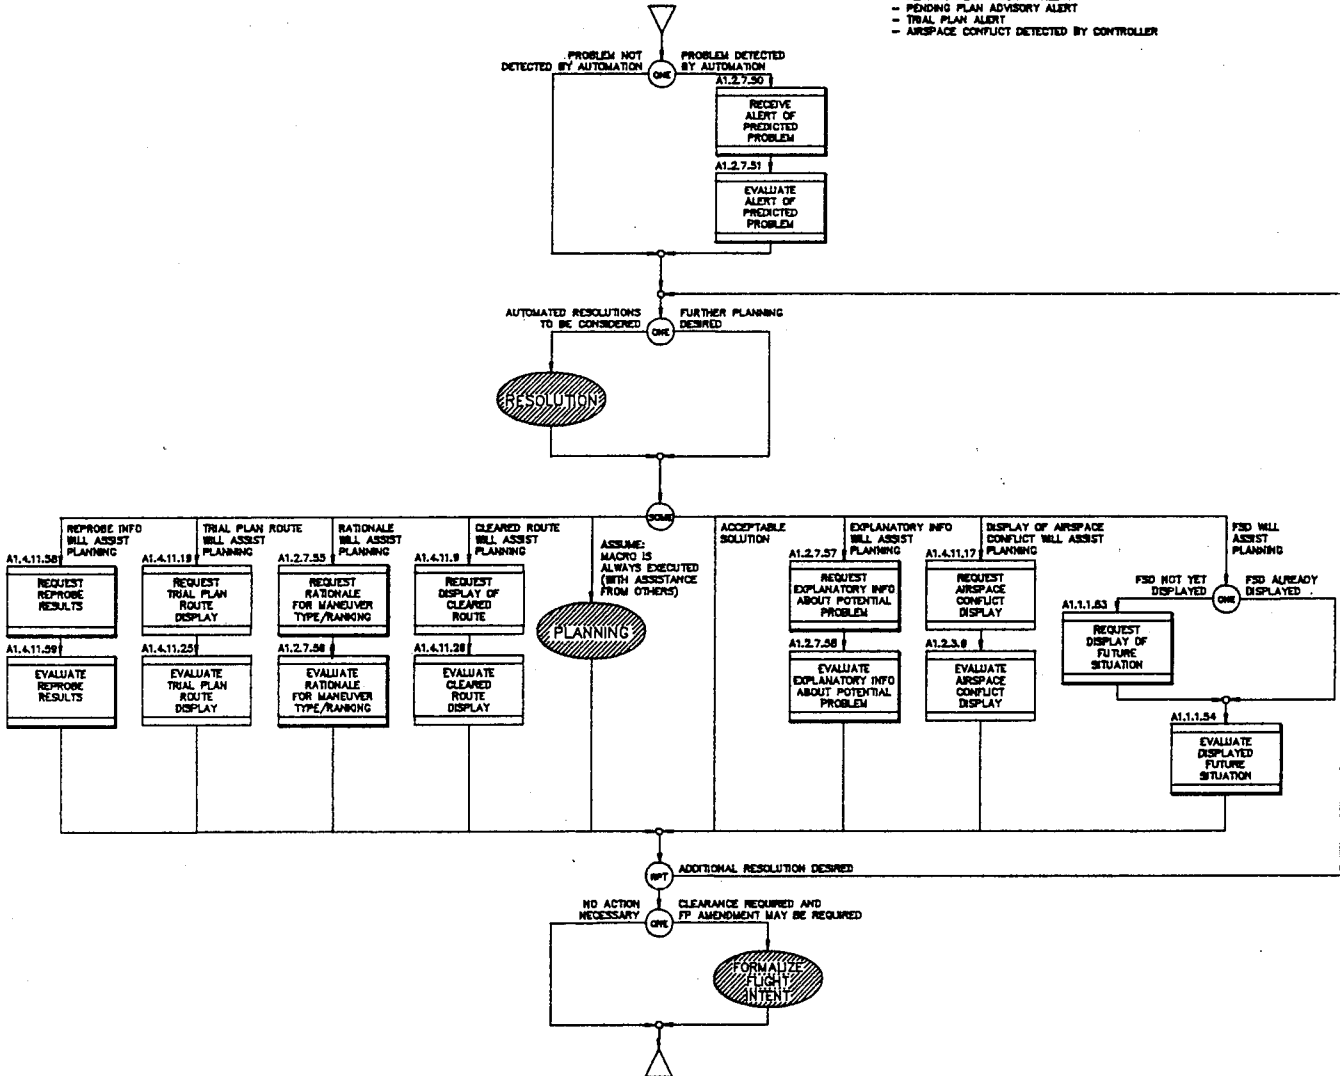 - PENDING PLAN ADVISORY ALERT
- TRIAL PLAN ALERT
- AIRSPACE CONFLICT DETECTED BY CONTROLLER
PROBLEM NOT
DETECTED BY AUTOMATION
ONE
PROBLEM DETECTED
BY AUTOMATION
A1.2.7.50
RECEIVE
ALERT OF
PREDICTED
PROBLEM
A1.2.7.51
EVALUATE
ALERT OF
PREDICTED
PROBLEM
AUTOMATED RESOLUTIONS
TO BE CONSIDERED
ONE
FURTHER PLANNING
DESIRED
RESOLUTION
SOME
REPROBE INFO
WILL ASSIST
PLANNING
A1.4.11.58
REQUEST
REPROBE
RESULTS
A1.4.11.59
EVALUATE
REPROBE
RESULTS
TRIAL PLAN ROUTE
WILL ASSIST
PLANNING
A1.4.11.19
REQUEST
TRIAL PLAN
ROUTE
DISPLAY
A1.4.11.25
EVALUATE
TRIAL PLAN
ROUTE
DISPLAY
RATIONALE
WILL ASSIST
PLANNING
A1.2.7.55
REQUEST
RATIONALE
FOR MANEUVER
TYPE/RANKING
A1.2.7.56
EVALUATE
RATIONALE
FOR MANEUVER
TYPE/RANKING
CLEARED ROUTE
WILL ASSIST
PLANNING
A1.4.11.9
REQUEST
DISPLAY OF
CLEARED
ROUTE
A1.4.11.28
EVALUATE
CLEARED
ROUTE
DISPLAY
ASSUME:
MACRO IS
ALWAYS EXECUTED
(WITH ASSISTANCE
FROM OTHERS)
PLANNING
ACCEPTABLE
SOLUTION
EXPLANATORY INFO
WILL ASSIST
PLANNING
A1.2.7.57
REQUEST
EXPLANATORY INFO
ABOUT POTENTIAL
PROBLEM
A1.2.7.58
EVALUATE
EXPLANATORY INFO
ABOUT POTENTIAL
PROBLEM
DISPLAY OF AIRSPACE
CONFLICT WILL ASSIST
PLANNING
A1.4.11.17
REQUEST
AIRSPACE
CONFLICT
DISPLAY
A1.2.3.6
EVALUATE
AIRSPACE
CONFLICT
DISPLAY
FSD WILL
ASSIST
PLANNING
FSD NOT YET
DISPLAYED
ONE
FSD ALREADY
DISPLAYED
A1.1.1.53
REQUEST
DISPLAY OF
FUTURE
SITUATION
A1.1.1.54
EVALUATE
DISPLAYED
FUTURE
SITUATION
RPT
ADDITIONAL RESOLUTION DESIRED
NO ACTION
NECESSARY
ONE
CLEARANCE REQUIRED AND
FP AMENDMENT MAY BE REQUIRED
FORMALIZE
FLIGHT
INTENT